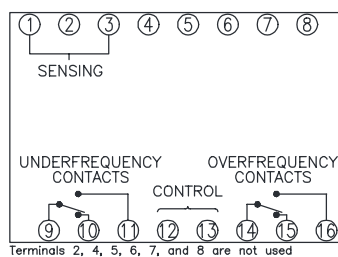 1 2 3 4 5 6 7 8
SENSING
UNDERFREQUENCY CONTACTS
OVERFREQUENCY CONTACTS
CONTROL
9 10 11 12 13 14 15 16
Terminals 2, 4, 5, 6, 7, and 8 are not used